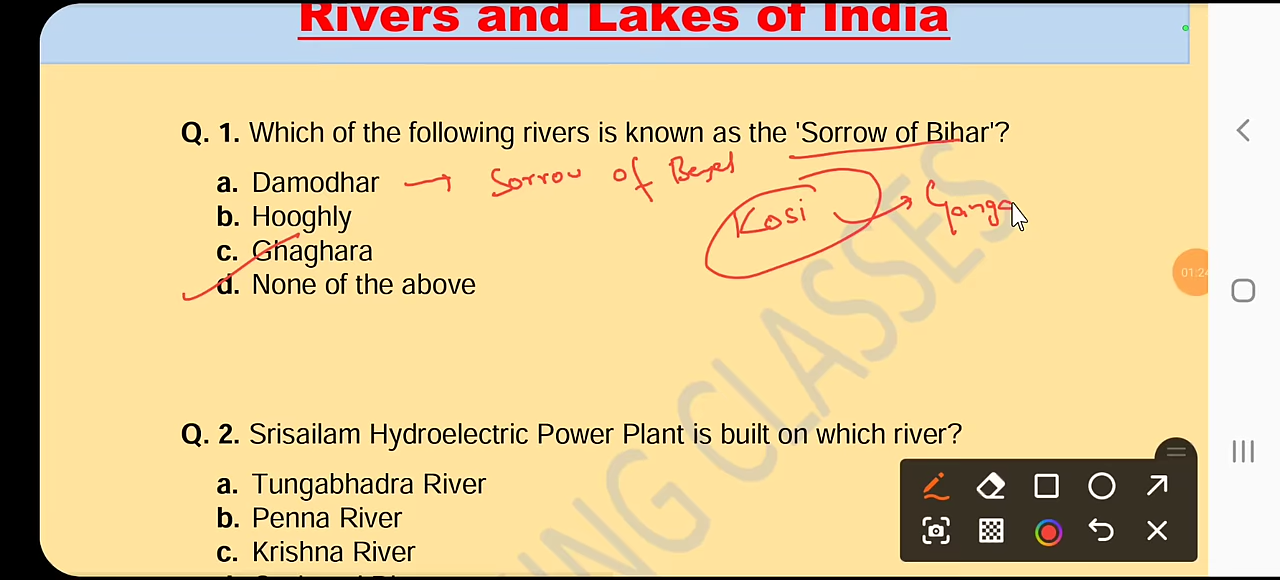 Rivers and Lakes of India
Q. 1. Which of the following rivers is known as the 'Sorrow of Bihar'?
a. Damodhar → Sorrow of
b. Hooghly
Kosi → Ganga
c. Ghaghara
d. None of the above
01:24
Q. 2. Srisailam Hydroelectric Power Plant is built on which river?
a. Tungabhadra River
b. Penna River
c. Krishna River
NG CLASSES